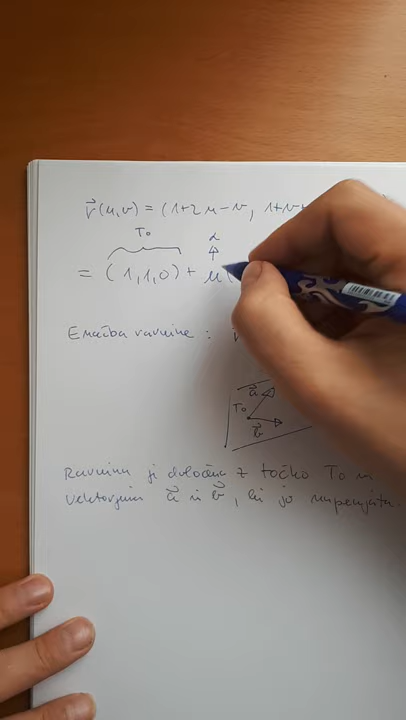 r⃗(u,v) = (1+2u-v, 1+v+
T₀ α
= (1,1,0) + u(
Enačba ravnine :
a⃗
T₀
b⃗
Ravnina je določena z točko T₀ in
vektorjema a⃗ in b⃗, ki jo napenjata.